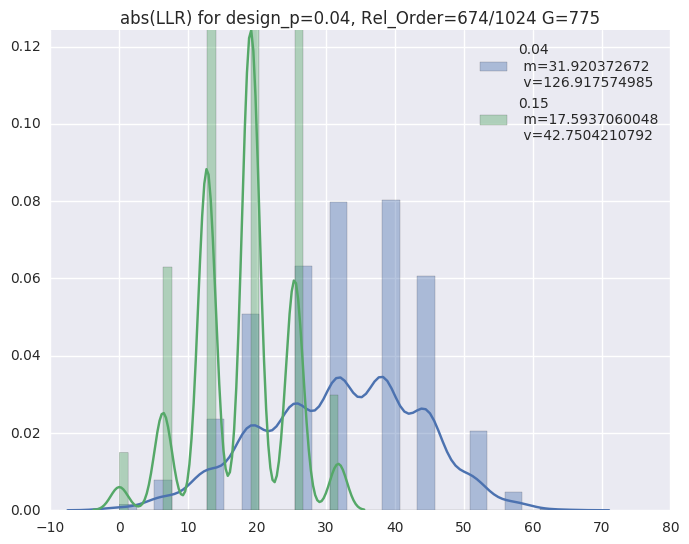 abs(LLR) for design_p=0.04, Rel_Order=674/1024 G=775
0.12
0.10
0.08
0.06
0.04
0.02
0.00
0.04
m=31.920372672
v=126.917574985
0.15
m=17.5937060048
v=42.7504210792
-10 0 10 20 30 40 50 60 70 80